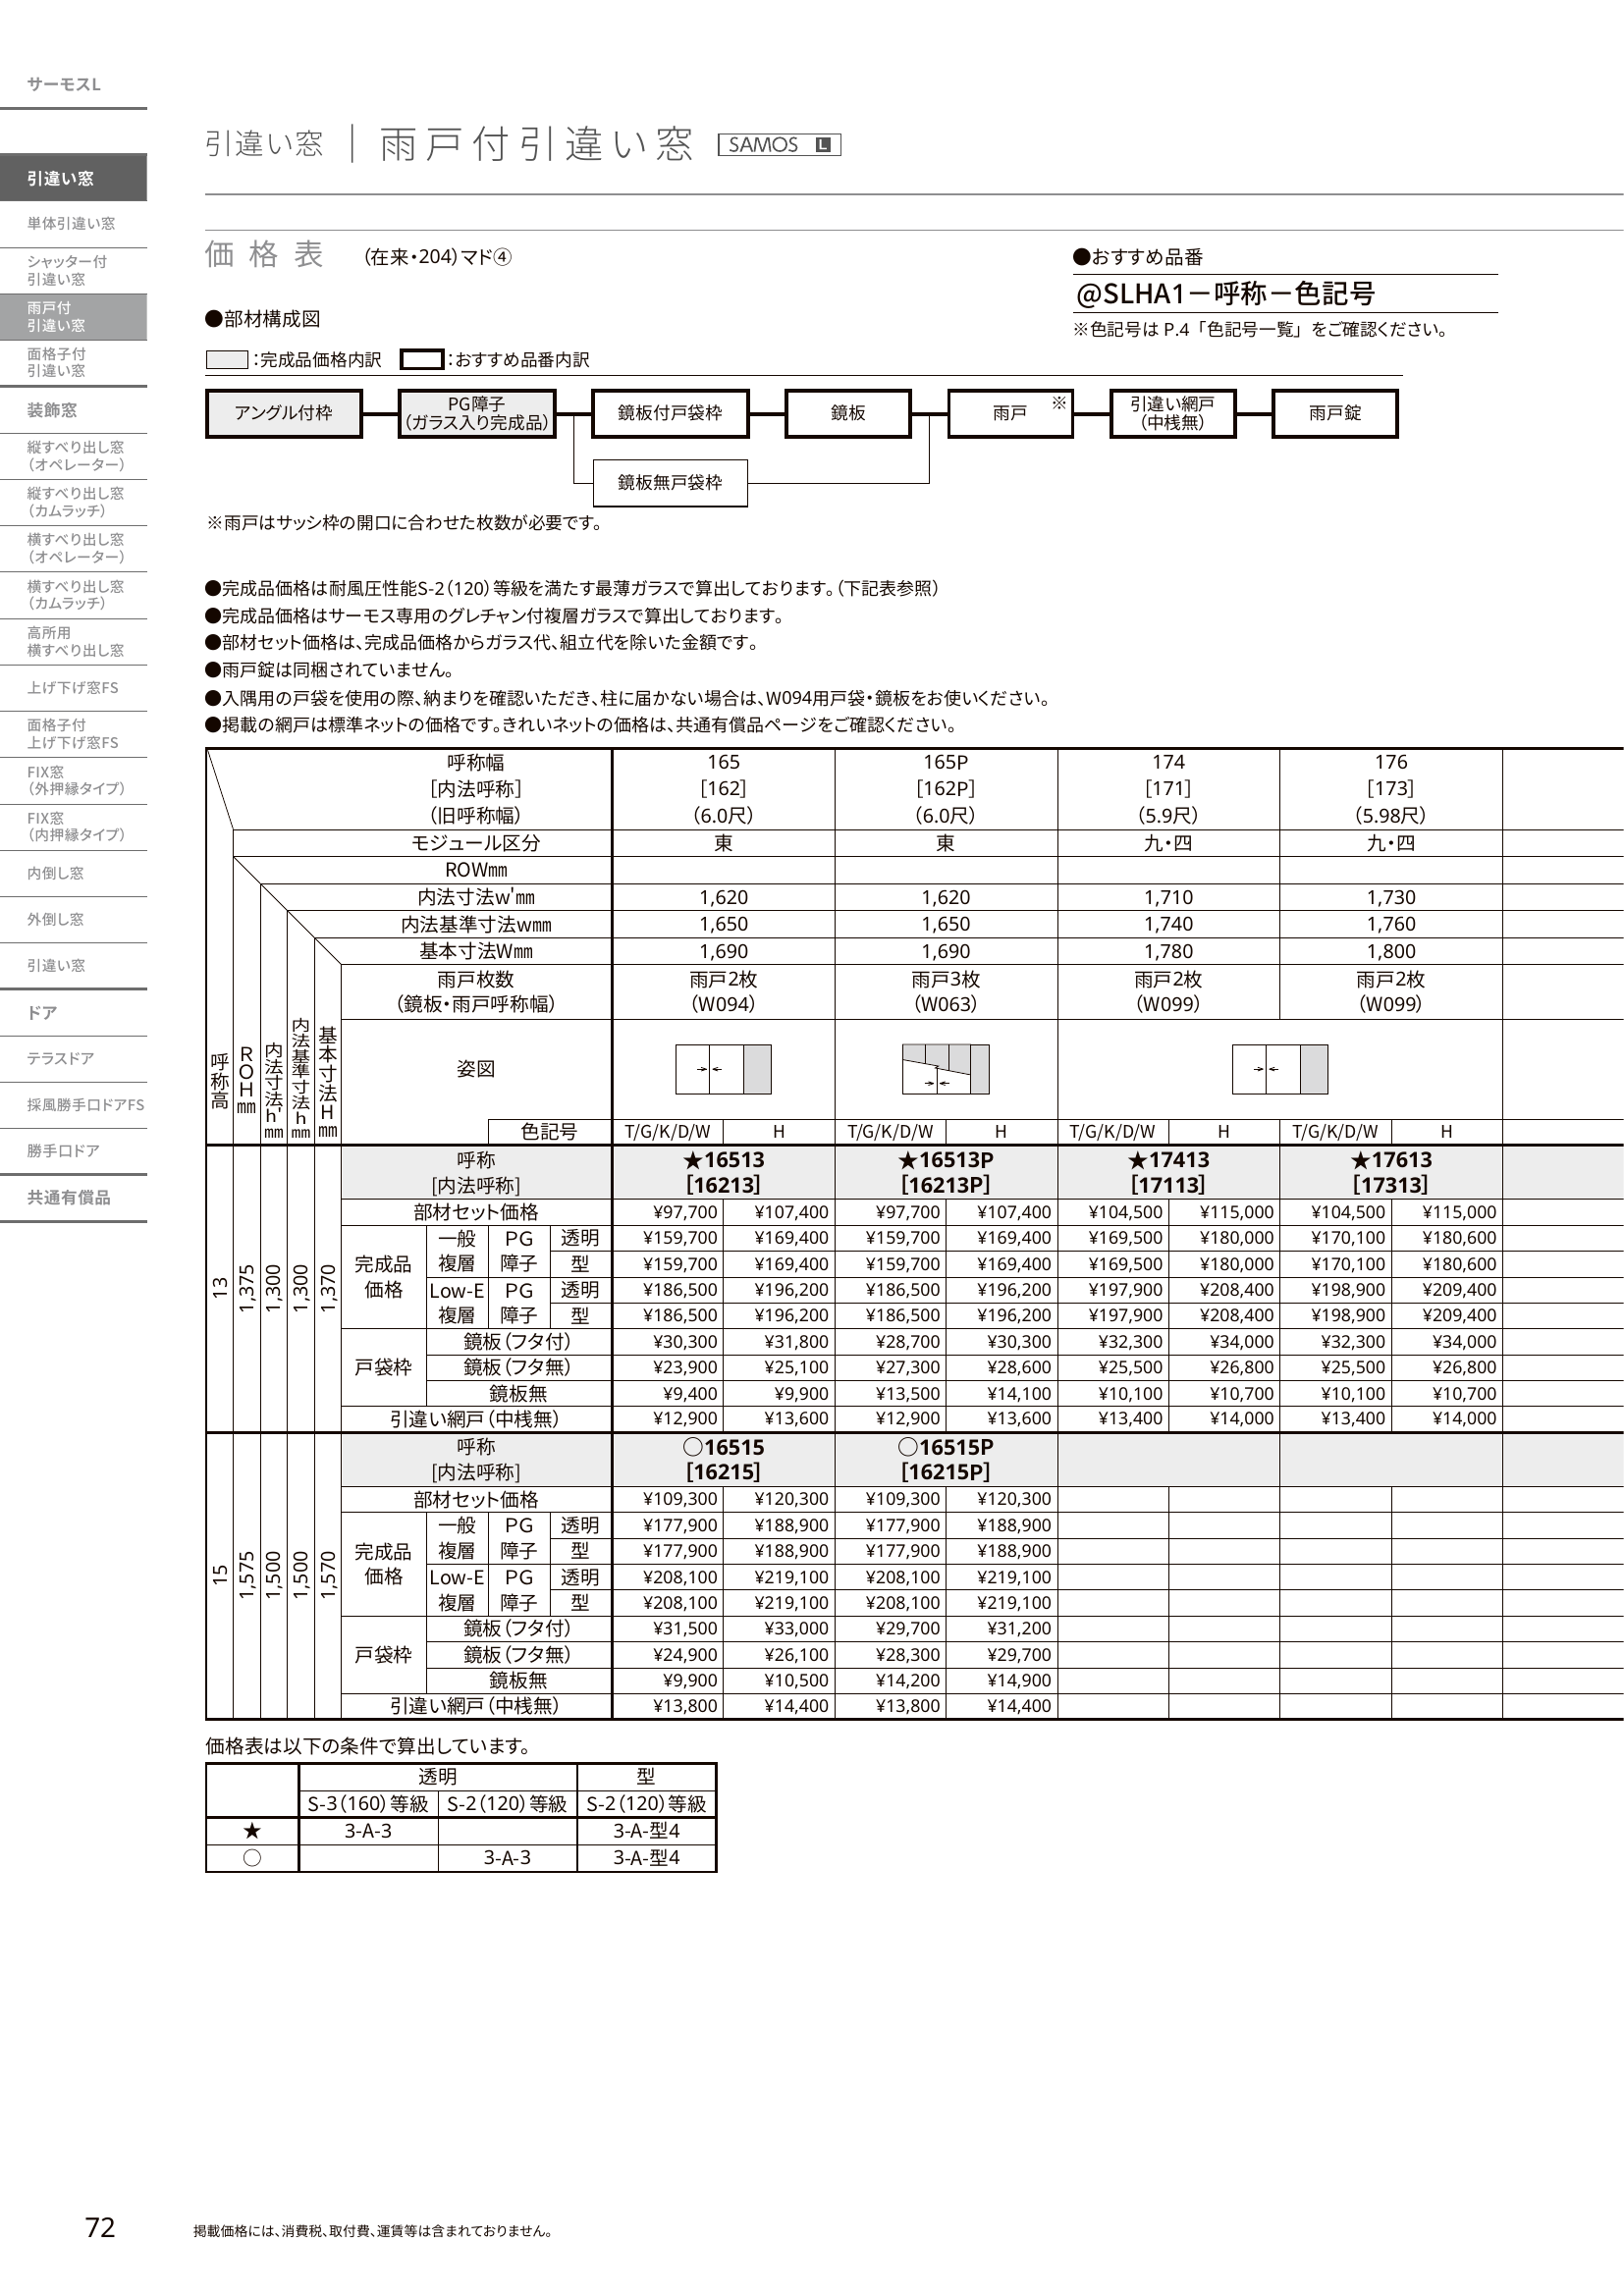 サーモスL
引違い窓
単体引違い窓
シャッター付
引違い窓
雨戸付
引違い窓
面格子付
引違い窓
装飾窓
縦すべり出し窓
（オペレーター）
縦すべり出し窓
（カムラッチ）
横すべり出し窓
（オペレーター）
横すべり出し窓
（カムラッチ）
高所用
横すべり出し窓
上げ下げ窓FS
面格子付
上げ下げ窓FS
FIX窓
（外押縁タイプ）
FIX窓
（内押縁タイプ）
内倒し窓
外倒し窓
引違い窓
ドア
テラスドア
採風勝手口ドアFS
勝手口ドア
共通有償品
引違い窓｜雨戸付引違い窓 SAMOS L
価格表 （在来・204）マド④
●おすすめ品番
@SLHA1－呼称－色記号
※色記号は P.4「色記号一覧」をご確認ください。
●部材構成図
：完成品価格内訳 ：おすすめ品番内訳
アングル付枠 PG障子（ガラス入り完成品） 鏡板付戸袋枠 鏡板 雨戸※ 引違い網戸（中桟無） 雨戸錠
鏡板無戸袋枠
※雨戸はサッシ枠の開口に合わせた枚数が必要です。
●完成品価格は耐風圧性能S-2（120）等級を満たす最薄ガラスで算出しております。（下記表参照）
●完成品価格はサーモス専用のグレチャン付複層ガラスで算出しております。
●部材セット価格は、完成品価格からガラス代、組立代を除いた金額です。
●雨戸錠は同梱されていません。
●入隅用の戸袋を使用の際、納まりを確認いただき、柱に届かない場合は、W094用戸袋・鏡板をお使いください。
●掲載の網戸は標準ネットの価格です。きれいネットの価格は、共通有償品ページをご確認ください。
呼称幅 165 165P 174 176
［内法呼称］ ［162］ ［162P］ ［171］ ［173］
（旧呼称幅） （6.0尺） （6.0尺） （5.9尺） （5.98尺）
モジュール区分 東 東 九・四 九・四
ROW㎜
内法寸法w'㎜ 1,620 1,620 1,710 1,730
内法基準寸法w㎜ 1,650 1,650 1,740 1,760
基本寸法W㎜ 1,690 1,690 1,780 1,800
雨戸枚数 雨戸2枚 雨戸3枚 雨戸2枚 雨戸2枚
（鏡板・雨戸呼称幅） （W094） （W063） （W099） （W099）
呼称高 ROH㎜ 内法寸法h'㎜ 内法基準寸法h㎜ 基本寸法H㎜
姿図
色記号 T/G/K/D/W H T/G/K/D/W H T/G/K/D/W H T/G/K/D/W H
13 1,375 1,300 1,300 1,370
呼称 ★16513 ★16513P ★17413 ★17613
[内法呼称] [16213] [16213P] [17113] [17313]
部材セット価格 ¥97,700 ¥107,400 ¥97,700 ¥107,400 ¥104,500 ¥115,000 ¥104,500 ¥115,000
完成品価格 一般複層 PG障子 透明 ¥159,700 ¥169,400 ¥159,700 ¥169,400 ¥169,500 ¥180,000 ¥170,100 ¥180,600
型 ¥159,700 ¥169,400 ¥159,700 ¥169,400 ¥169,500 ¥180,000 ¥170,100 ¥180,600
Low-E複層 PG障子 透明 ¥186,500 ¥196,200 ¥186,500 ¥196,200 ¥197,900 ¥208,400 ¥198,900 ¥209,400
型 ¥186,500 ¥196,200 ¥186,500 ¥196,200 ¥197,900 ¥208,400 ¥198,900 ¥209,400
戸袋枠 鏡板（フタ付） ¥30,300 ¥31,800 ¥28,700 ¥30,300 ¥32,300 ¥34,000 ¥32,300 ¥34,000
鏡板（フタ無） ¥23,900 ¥25,100 ¥27,300 ¥28,600 ¥25,500 ¥26,800 ¥25,500 ¥26,800
鏡板無 ¥9,400 ¥9,900 ¥13,500 ¥14,100 ¥10,100 ¥10,700 ¥10,100 ¥10,700
引違い網戸（中桟無） ¥12,900 ¥13,600 ¥12,900 ¥13,600 ¥13,400 ¥14,000 ¥13,400 ¥14,000
15 1,575 1,500 1,500 1,570
呼称 ○16515 ○16515P
[内法呼称] [16215] [16215P]
部材セット価格 ¥109,300 ¥120,300 ¥109,300 ¥120,300
完成品価格 一般複層 PG障子 透明 ¥177,900 ¥188,900 ¥177,900 ¥188,900
型 ¥177,900 ¥188,900 ¥177,900 ¥188,900
Low-E複層 PG障子 透明 ¥208,100 ¥219,100 ¥208,100 ¥219,100
型 ¥208,100 ¥219,100 ¥208,100 ¥219,100
戸袋枠 鏡板（フタ付） ¥31,500 ¥33,000 ¥29,700 ¥31,200
鏡板（フタ無） ¥24,900 ¥26,100 ¥28,300 ¥29,700
鏡板無 ¥9,900 ¥10,500 ¥14,200 ¥14,900
引違い網戸（中桟無） ¥13,800 ¥14,400 ¥13,800 ¥14,400
価格表は以下の条件で算出しています。
透明 型
S-3（160）等級 S-2（120）等級 S-2（120）等級
★ 3-A-3 3-A-型4
○ 3-A-3 3-A-型4
72 掲載価格には、消費税、取付費、運賃等は含まれておりません。